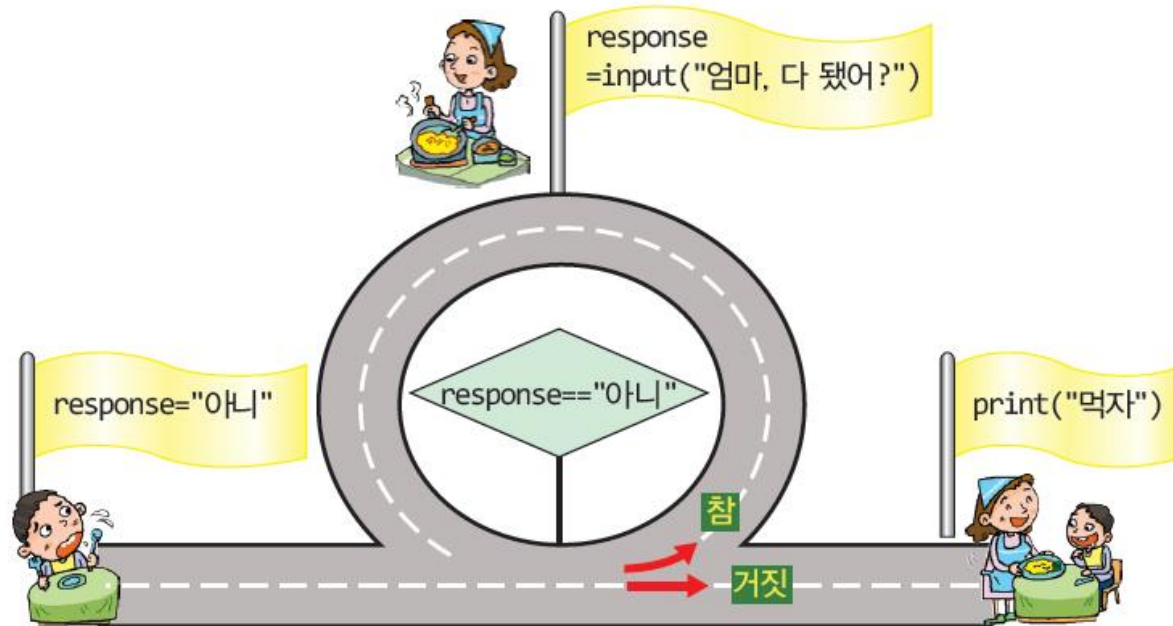 response
=input("엄마, 다 됐어?")
response="아니"
response=="아니"
print("먹자")
참
거짓